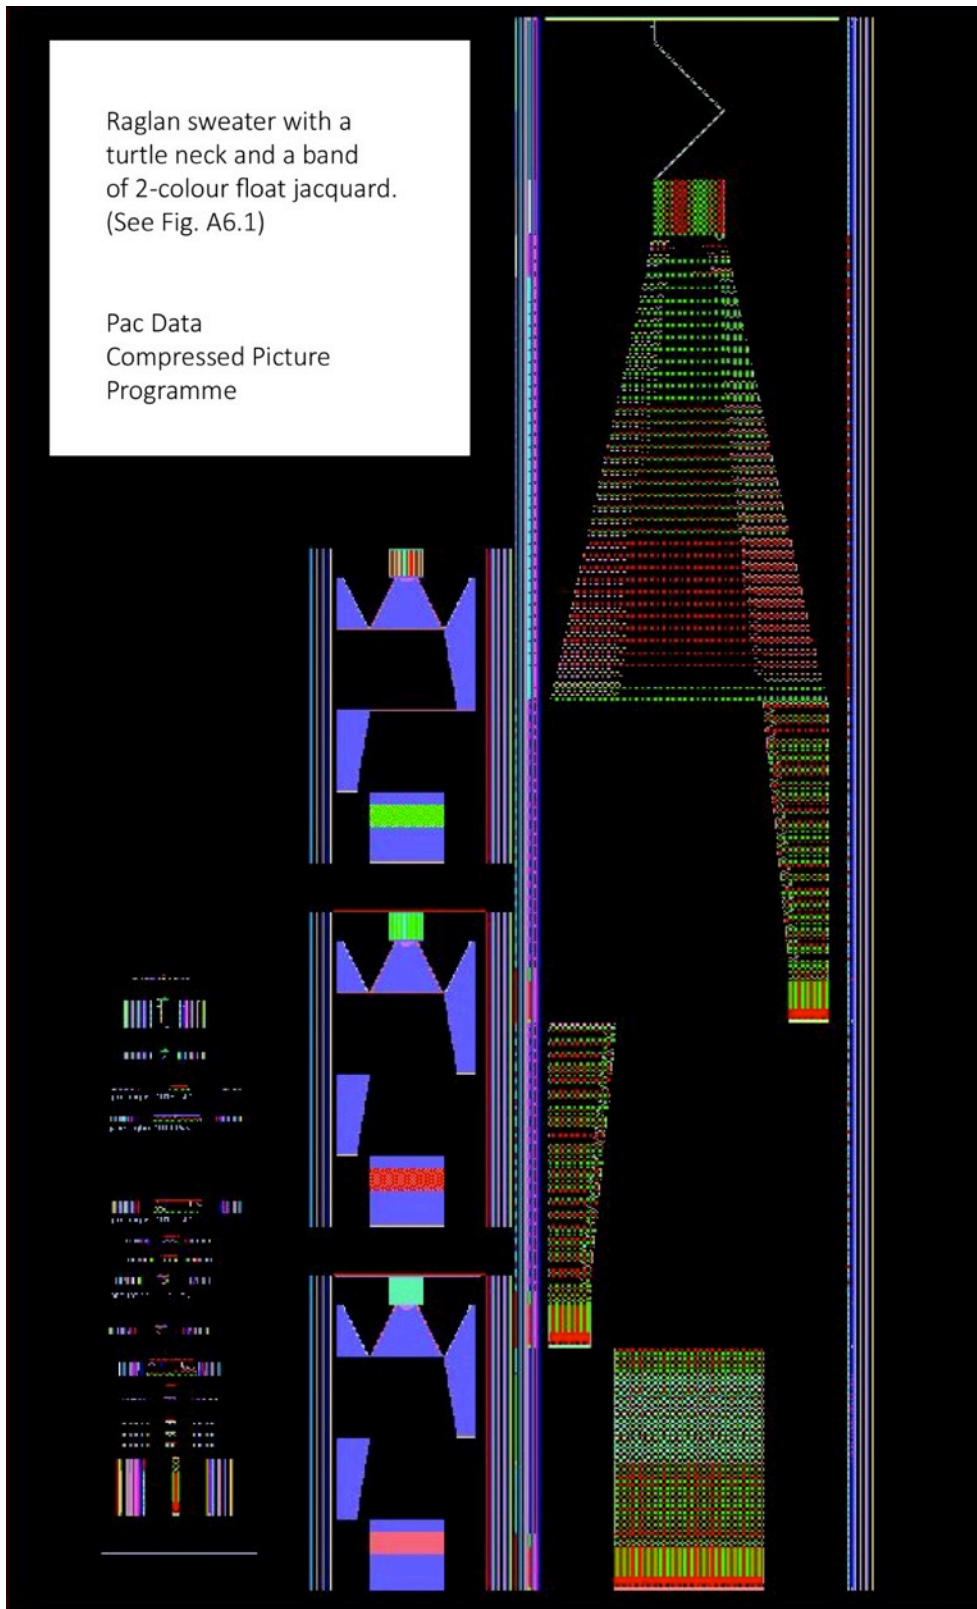 Raglan sweater with a
turtle neck and a band
of 2-colour float jacquard.
(See Fig. A6.1)
Pac Data
Compressed Picture
Programme